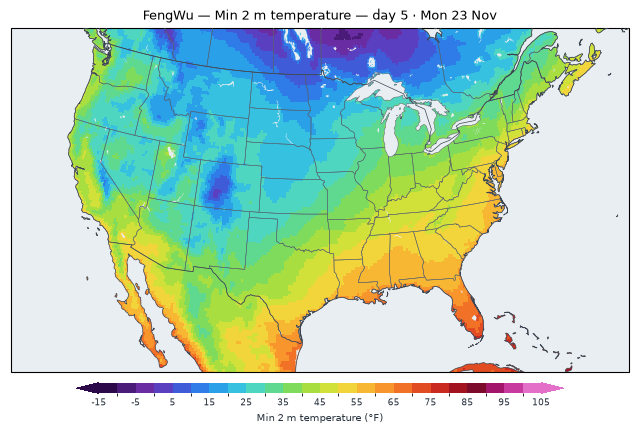 FengWu — Min 2 m temperature — day 5 · Mon 23 Nov
-15 -5 5 15 25 35 45 55 65 75 85 95 105
Min 2 m temperature (°F)